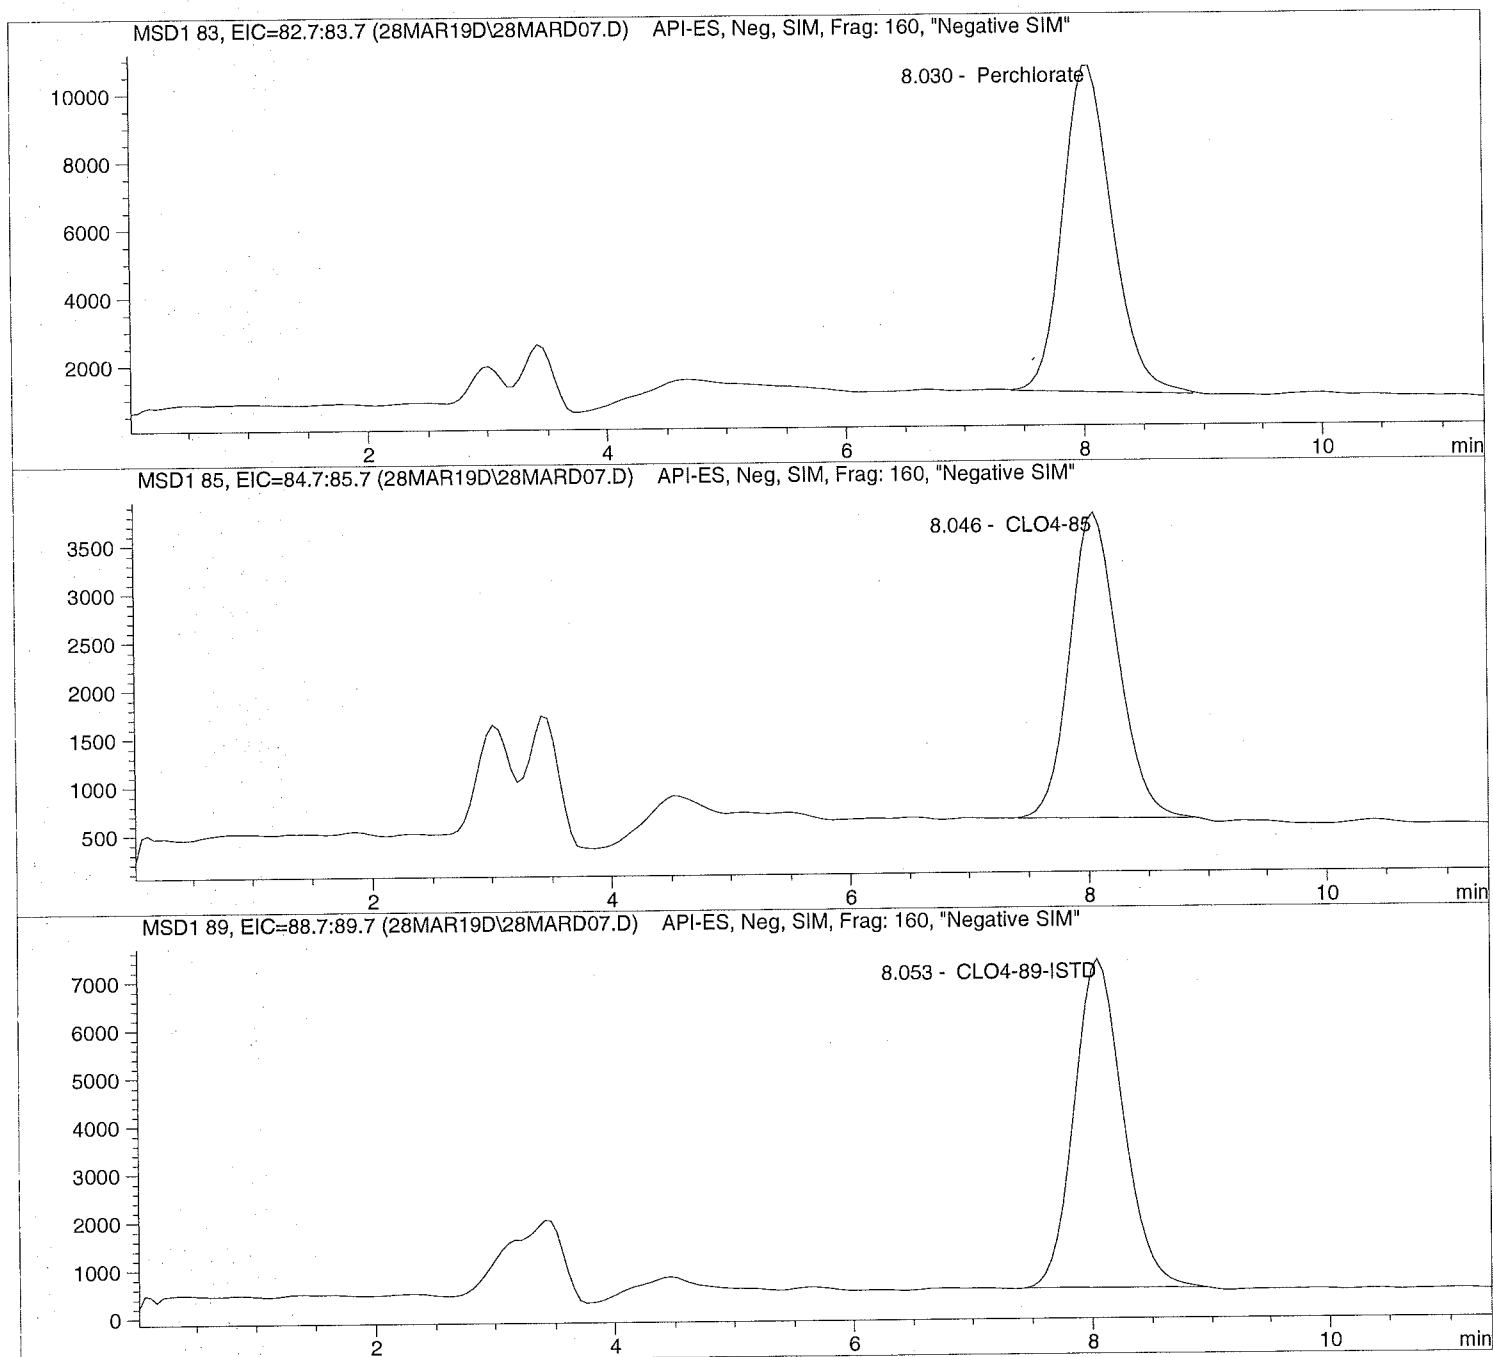 MSD1 83, EIC=82.7:83.7 (28MAR19D\28MARD07.D) API-ES, Neg, SIM, Frag: 160, "Negative SIM"
8.030 - Perchlorate
10000
8000
6000
4000
2000
2 4 6 8 10 min
MSD1 85, EIC=84.7:85.7 (28MAR19D\28MARD07.D) API-ES, Neg, SIM, Frag: 160, "Negative SIM"
8.046 - CLO4-85
3500
3000
2500
2000
1500
1000
500
2 4 6 8 10 min
MSD1 89, EIC=88.7:89.7 (28MAR19D\28MARD07.D) API-ES, Neg, SIM, Frag: 160, "Negative SIM"
8.053 - CLO4-89-ISTD
7000
6000
5000
4000
3000
2000
1000
0
2 4 6 8 10 min